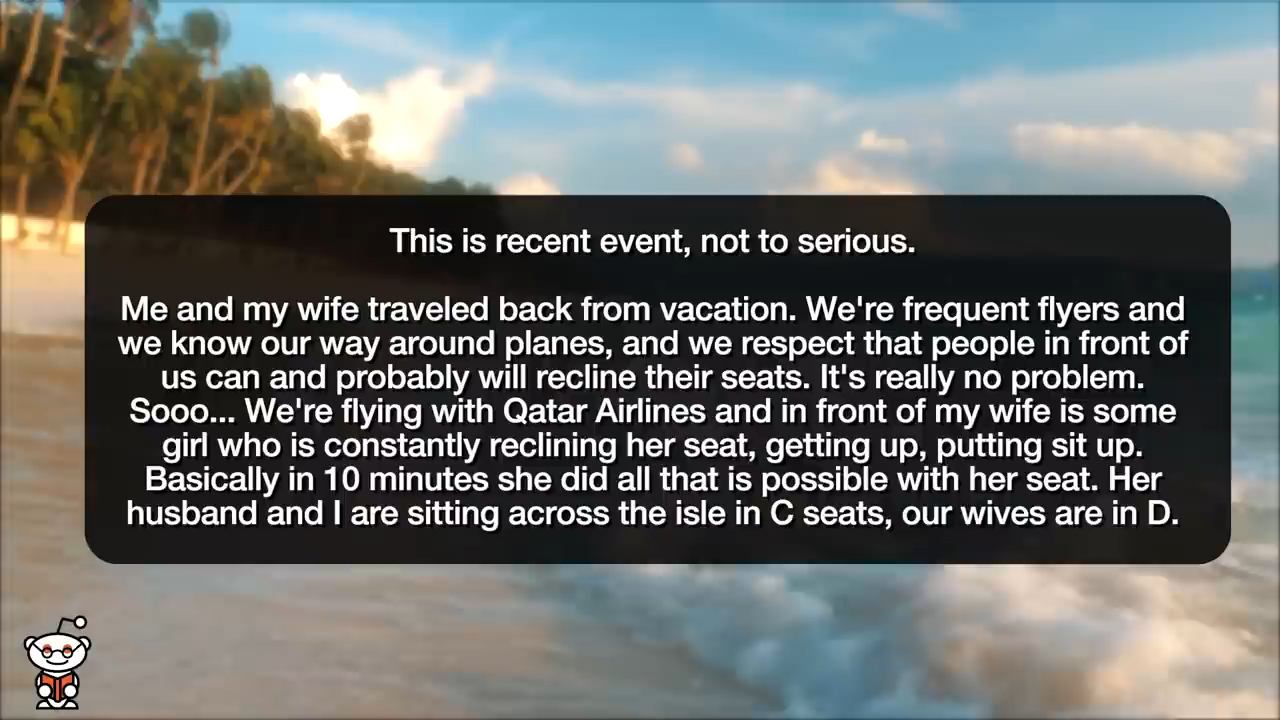 This is recent event, not to serious.
Me and my wife traveled back from vacation. We're frequent flyers and
we know our way around planes, and we respect that people in front of
us can and probably will recline their seats. It's really no problem.
Sooo... We're flying with Qatar Airlines and in front of my wife is some
girl who is constantly reclining her seat, getting up, putting sit up.
Basically in 10 minutes she did all that is possible with her seat. Her
husband and I are sitting across the isle in C seats, our wives are in D.